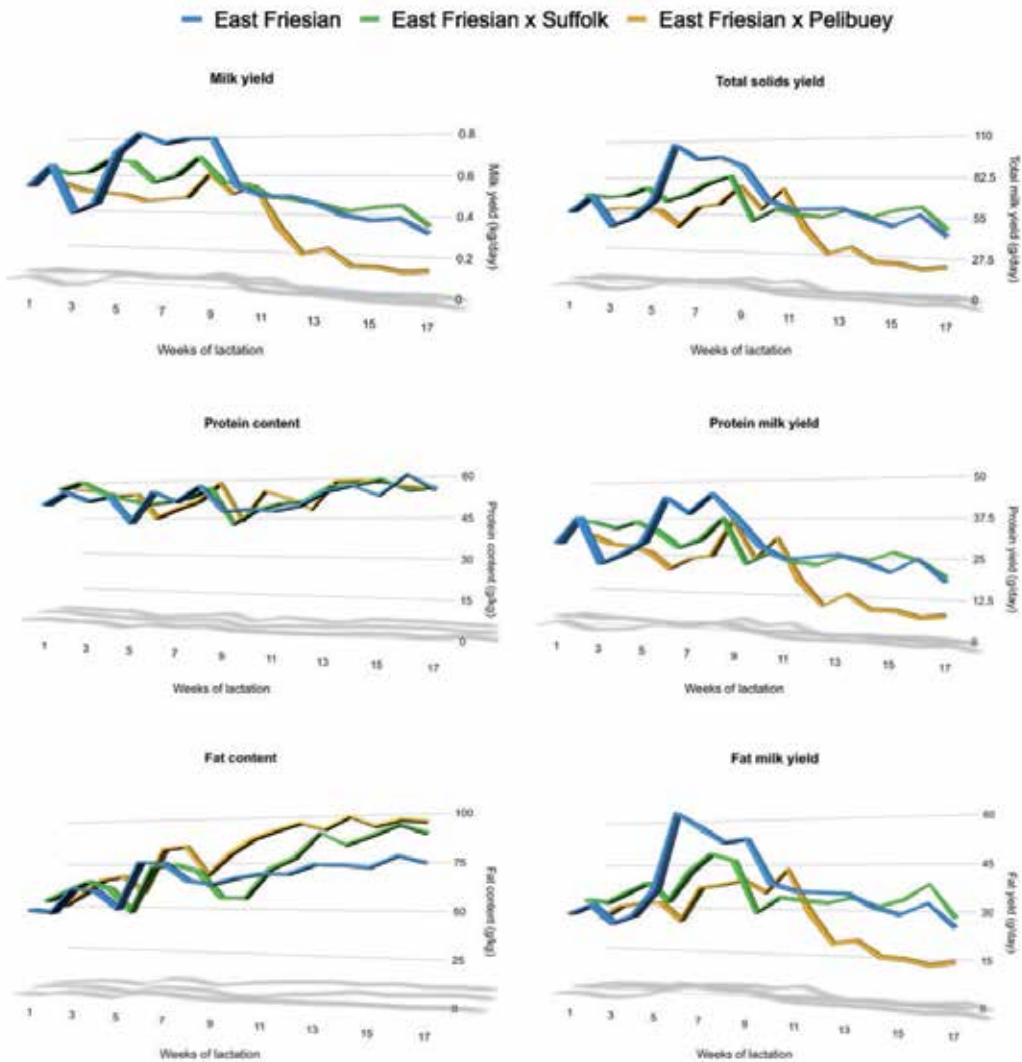 East Friesian East Friesian x Suffolk East Friesian x Pelibuey
Milk yield
0.8
0.6
0.4
0.2
0
Milk yield (kg/day)
1 3 5 7 9 11 13 15 17
Weeks of lactation
Total solids yield
110
82.5
55
27.5
0
Total milk yield (g/day)
1 3 5 7 9 11 13 15 17
Weeks of lactation
Protein content
60
45
30
15
0
Protein content (g/kg)
1 3 5 7 9 11 13 15 17
Weeks of lactation
Protein milk yield
50
37.5
25
12.5
0
Protein yield (g/day)
1 3 5 7 9 11 13 15 17
Weeks of lactation
Fat content
100
75
50
25
0
Fat content (g/kg)
1 3 5 7 9 11 13 15 17
Weeks of lactation
Fat milk yield
60
45
30
15
0
Fat yield (g/day)
1 3 5 7 9 11 13 15 17
Weeks of lactation